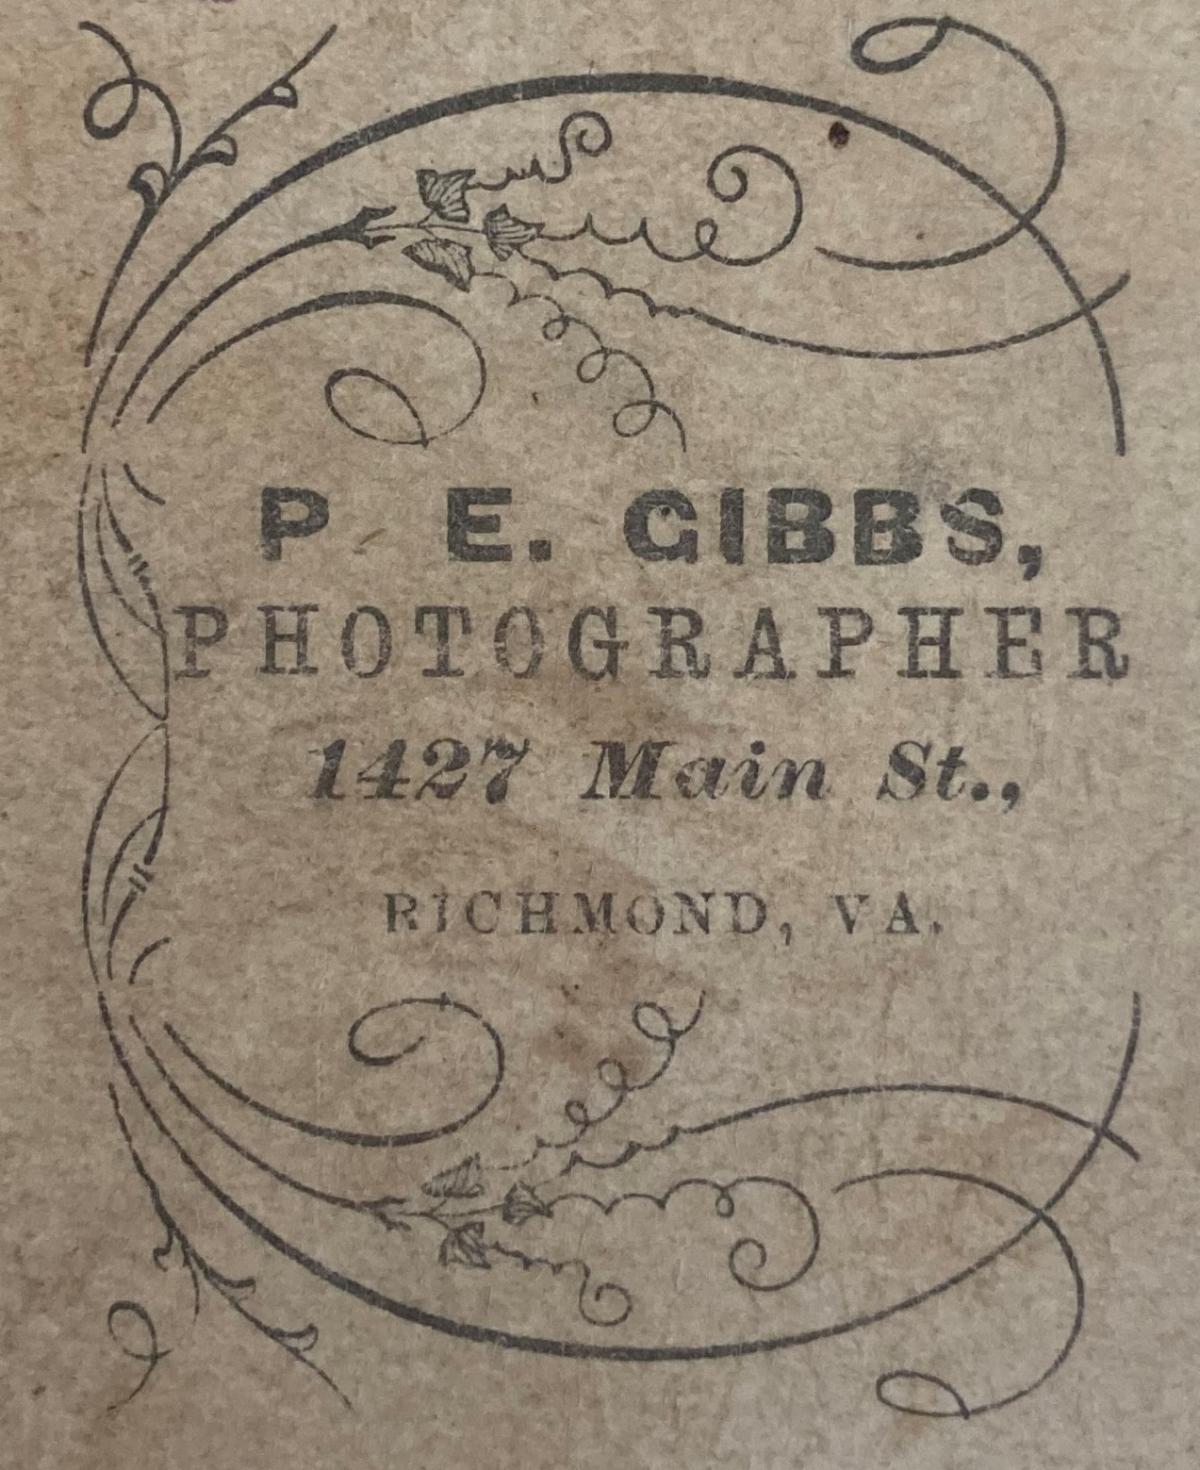 P E. GIBBS,
PHOTOGRAPHER
1427 Main St.,
RICHMOND, VA.